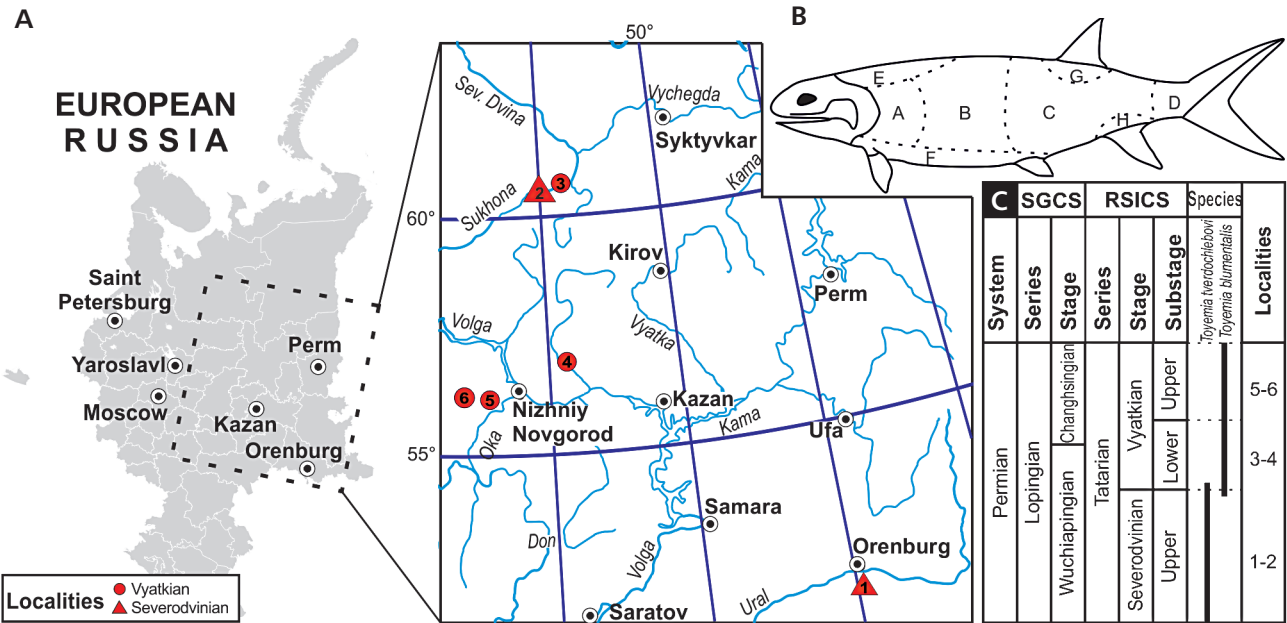 A
EUROPEAN
RUSSIA
Saint
Petersburg
Yaroslavl
Moscow
Perm
Kazan
Orenburg
Localities
Vyatkian
Severodvinian
50°
Sev. Dvina
Vychegda
Syktyvkar
Kama
3
2
Sukhona
60°
Kirov
Perm
Volga
Vyatka
4
6
5
Nizhniy
Novgorod
Kazan
Kama
Ufa
Oka
55°
Samara
Don
Volga
Orenburg
1
Ural
Saratov
B
E
G
A
B
C
D
H
F
C
SGCS
RSICS
Species
System
Series
Stage
Series
Stage
Substage
Toyemia tverdochlebovi
Toyemia blumentalis
Localities
Permian
Lopingian
Changhsingian
Wuchiapingian
Tatarian
Vyatkian
Severodvinian
Upper
Lower
Upper
5-6
3-4
1-2